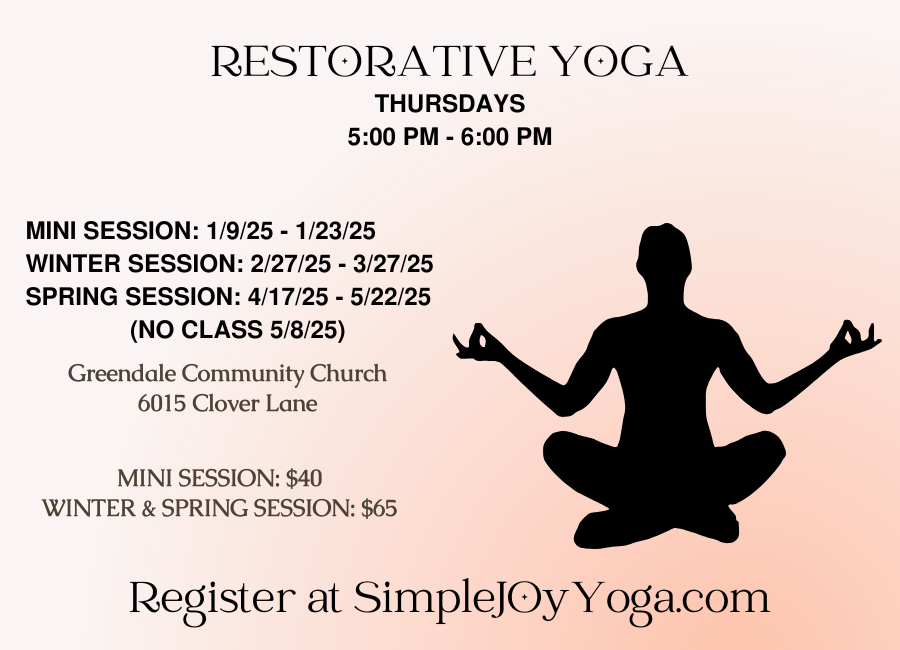 RESTORATIVE YOGA
THURSDAYS
5:00 PM - 6:00 PM
MINI SESSION: 1/9/25 - 1/23/25
WINTER SESSION: 2/27/25 - 3/27/25
SPRING SESSION: 4/17/25 - 5/22/25
(NO CLASS 5/8/25)
Greendale Community Church
6015 Clover Lane
MINI SESSION: $40
WINTER & SPRING SESSION: $65
Register at SimpleJOyYoga.com